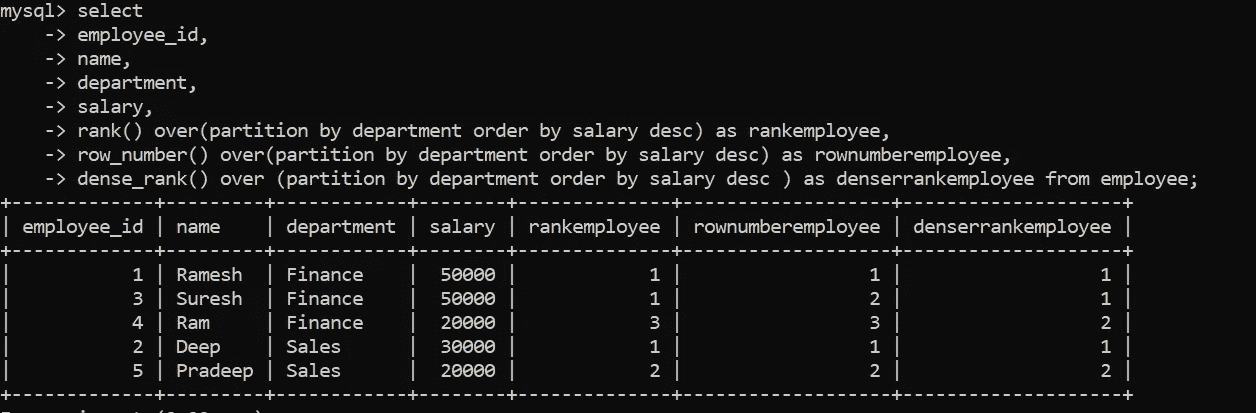 mysql> select
    -> employee_id,
    -> name,
    -> department,
    -> salary,
    -> rank() over(partition by department order by salary desc) as rankemployee,
    -> row_number() over(partition by department order by salary desc) as rownumberemployee,
    -> dense_rank() over (partition by department order by salary desc ) as denserrankemployee from employee;
+-------------+---------+------------+--------+--------------+-------------------+--------------------+
| employee_id | name    | department | salary | rankemployee | rownumberemployee | denserrankemployee |
+-------------+---------+------------+--------+--------------+-------------------+--------------------+
|           1 | Ramesh  | Finance    |  50000 |            1 |                 1 |                  1 |
|           3 | Suresh  | Finance    |  50000 |            1 |                 2 |                  1 |
|           4 | Ram     | Finance    |  20000 |            3 |                 3 |                  2 |
|           2 | Deep    | Sales      |  30000 |            1 |                 1 |                  1 |
|           5 | Pradeep | Sales      |  20000 |            2 |                 2 |                  2 |
+-------------+---------+------------+--------+--------------+-------------------+--------------------+